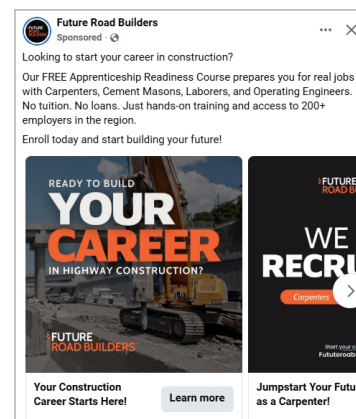 Future Road Builders
Sponsored ·
Looking to start your career in construction?
Our FREE Apprenticeship Readiness Course prepares you for real jobs
with Carpenters, Cement Masons, Laborers, and Operating Engineers.
No tuition. No loans. Just hands-on training and access to 200+
employers in the region.
Enroll today and start building your future!
READY TO BUILD
YOUR
CAREER
IN HIGHWAY CONSTRUCTION?
FUTURE
ROAD BUILDERS
Your Construction
Career Starts Here!
Learn more
FUTURE
ROAD BU
WE
RECRU
Carpenters
Start your c
Jumpstart Your Futu
as a Carpenter!